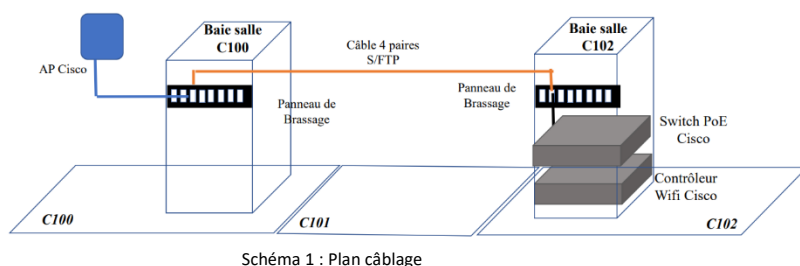 Baie salle
C100
Câble 4 paires
S/FTP
Baie salle
C102
AP Cisco
Panneau de
Brassage
Panneau de
Brassage
Switch PoE
Cisco
Contrôleur
Wifi Cisco
C100
C101
C102
Schéma 1 : Plan câblage